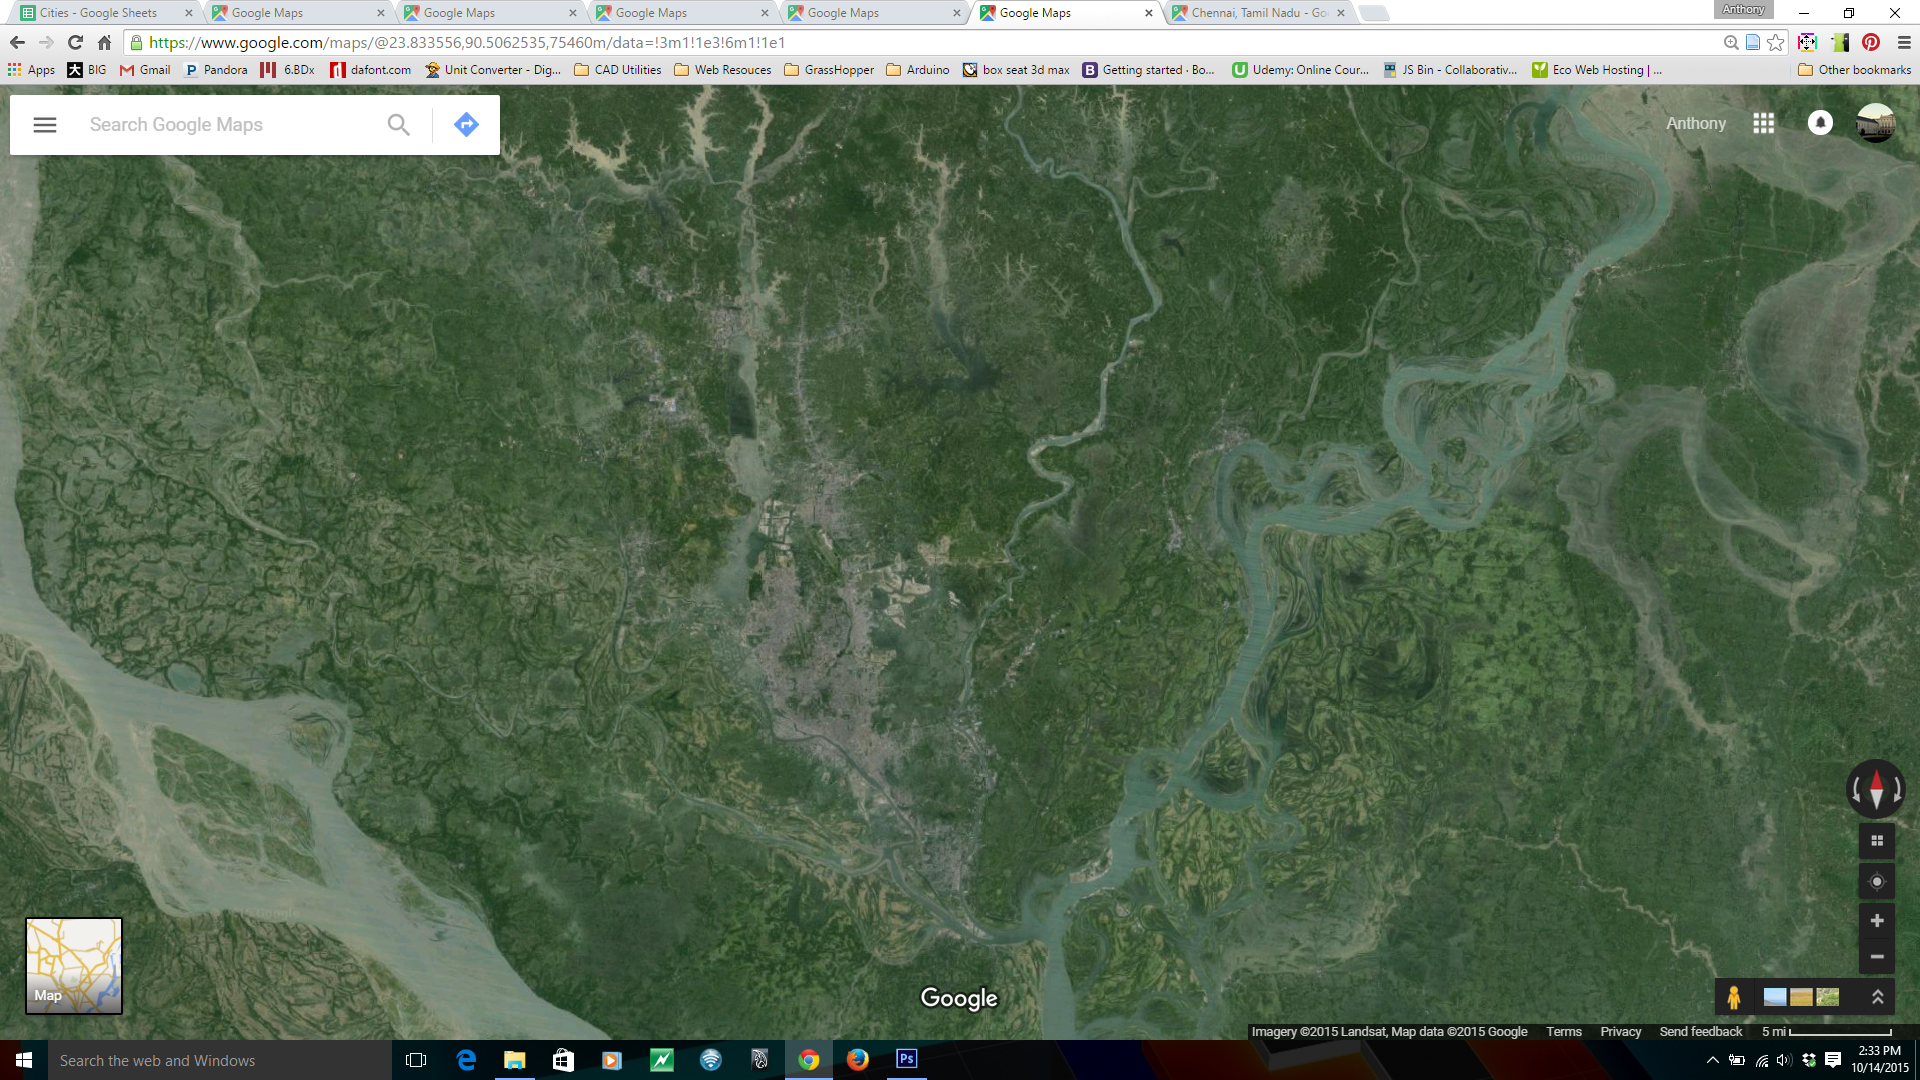 Cities - Google Sheets
Google Maps
Google Maps
Google Maps
Google Maps
Google Maps
Chennai, Tamil Nadu - Go
Anthony
https://www.google.com/maps/@23.833556,90.5062535,75460m/data=!3m1!1e3!6m1!1e1
Apps
BIG
Gmail
Pandora
6.BDx
dafont.com
Unit Converter - Dig...
CAD Utilities
Web Resouces
GrassHopper
Arduino
box seat 3d max
Getting started · Bo...
Udemy: Online Cour...
JS Bin - Collaborativ...
Eco Web Hosting | ...
Other bookmarks
Search Google Maps
Anthony
Map
Google
Imagery ©2015 Landsat, Map data ©2015 Google
Terms
Privacy
Send feedback
5 mi
Search the web and Windows
Ps
2:33 PM
10/14/2015